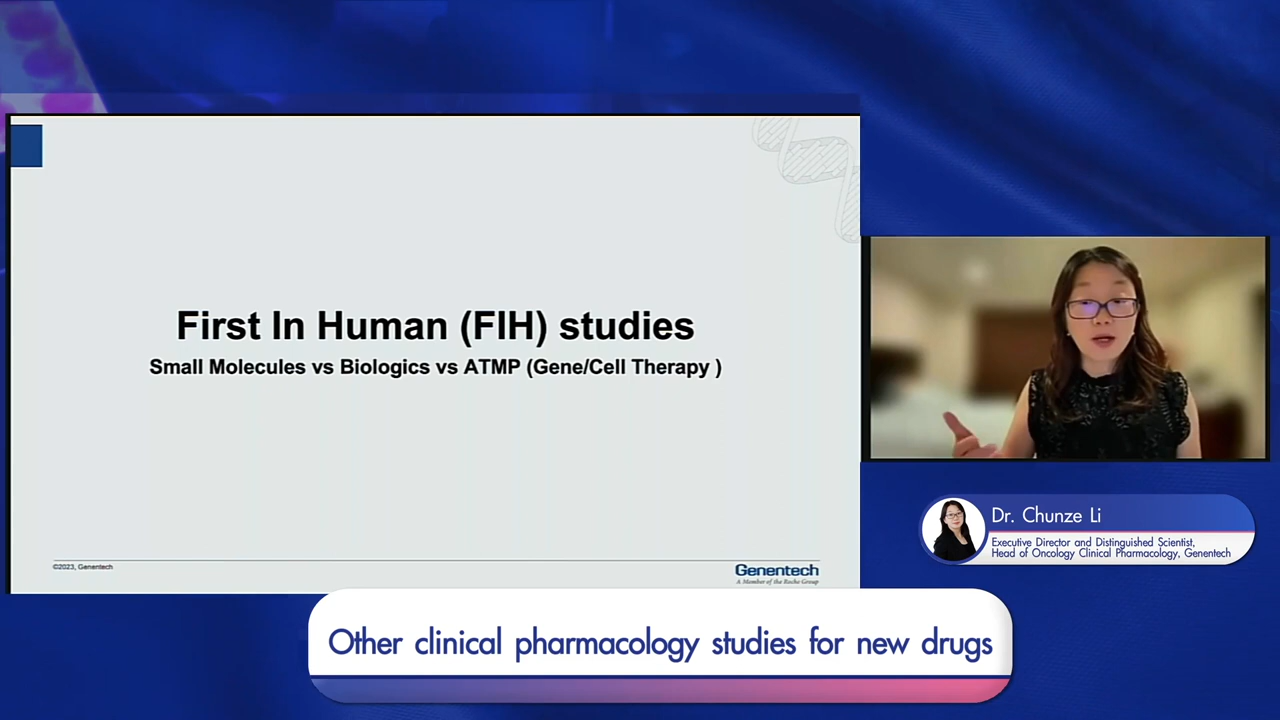 First In Human (FIH) studies
Small Molecules vs Biologics vs ATMP (Gene/Cell Therapy )
©2023, Genentech
Genentech
A Member of the Roche Group
Dr. Chunze Li
Executive Director and Distinguished Scientist,
Head of Oncology Clinical Pharmacology, Genentech
Other clinical pharmacology studies for new drugs